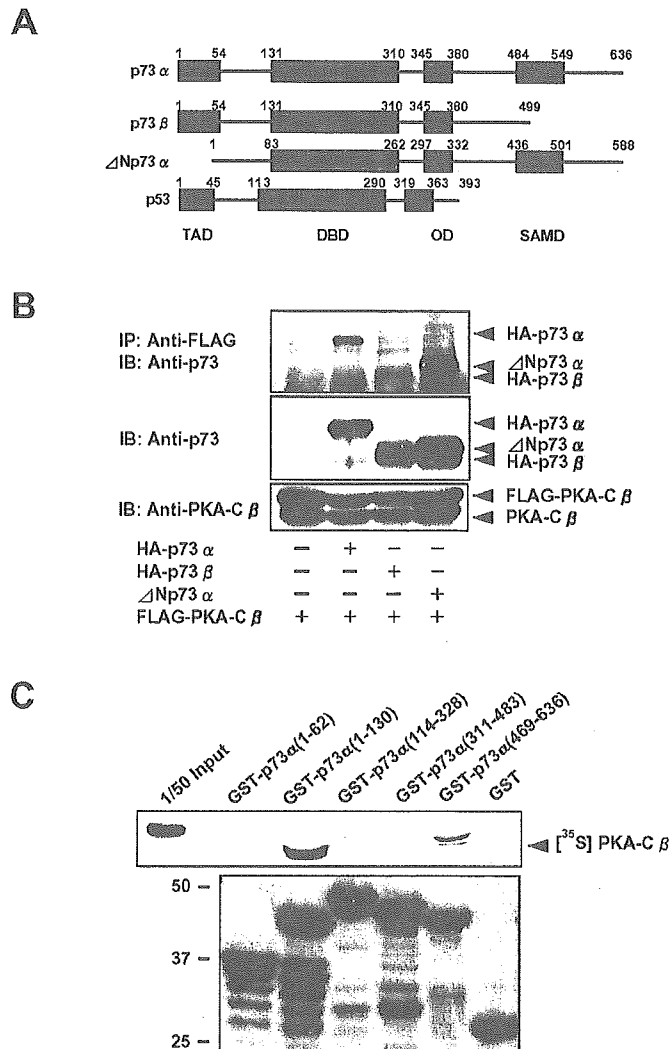 A
1 54 131 310 345 380 484 549 636
p73 α
1 54 131 310 345 380 499
p73 β
1 83 262 297 332 436 501 588
⊿Np73 α
1 45 113 290 319 363 393
p53
TAD DBD OD SAMD
B
IP: Anti-FLAG
IB: Anti-p73
HA-p73 α
⊿Np73 α
HA-p73 β
IB: Anti-p73
HA-p73 α
⊿Np73 α
HA-p73 β
IB: Anti-PKA-C β
FLAG-PKA-C β
PKA-C β
HA-p73 α − + − −
HA-p73 β − − + −
⊿Np73 α − − − +
FLAG-PKA-C β + + + +
C
1/50 Input
GST-p73α(1-62)
GST-p73α(1-130)
GST-p73α(114-328)
GST-p73α(311-483)
GST-p73α(469-636)
GST
[35S] PKA-C β
50
37
25